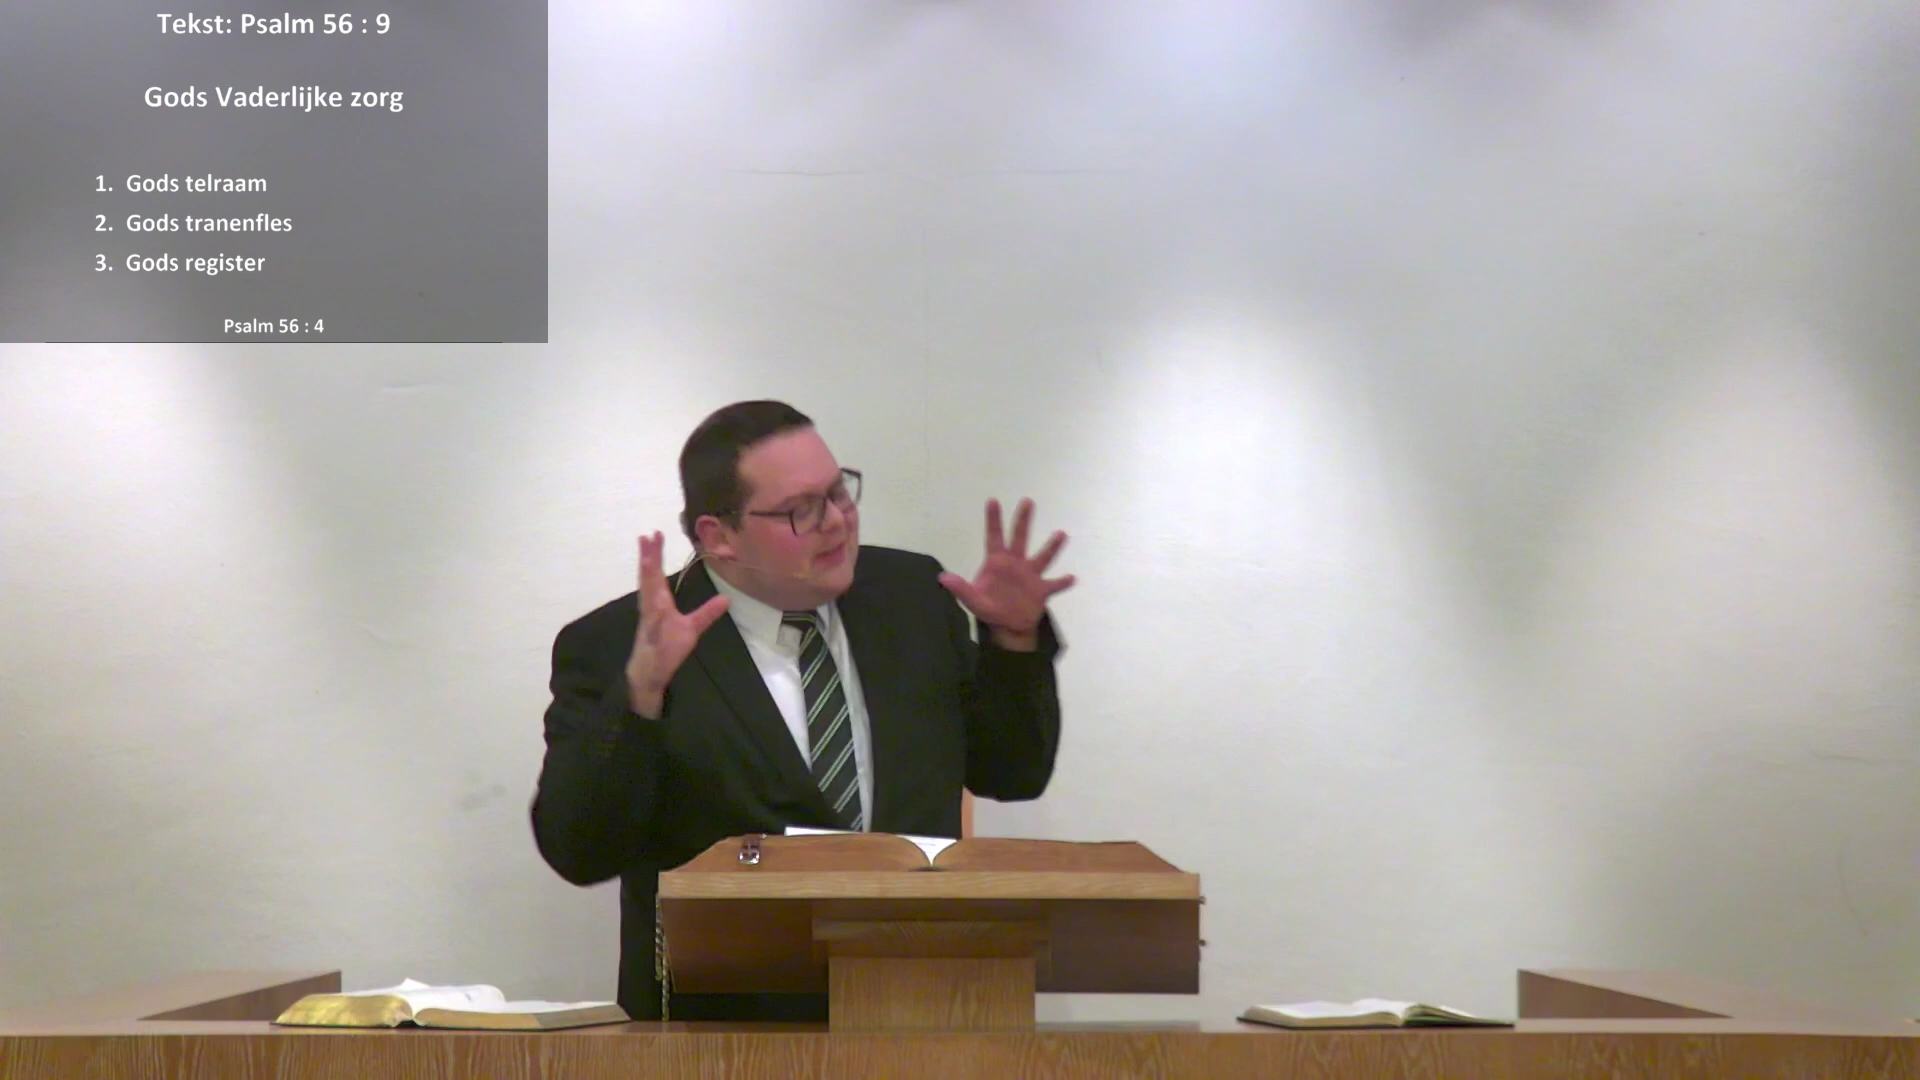 Tekst: Psalm 56 : 9
Gods Vaderlijke zorg
1. Gods telraam
2. Gods tranenfles
3. Gods register
Psalm 56 : 4